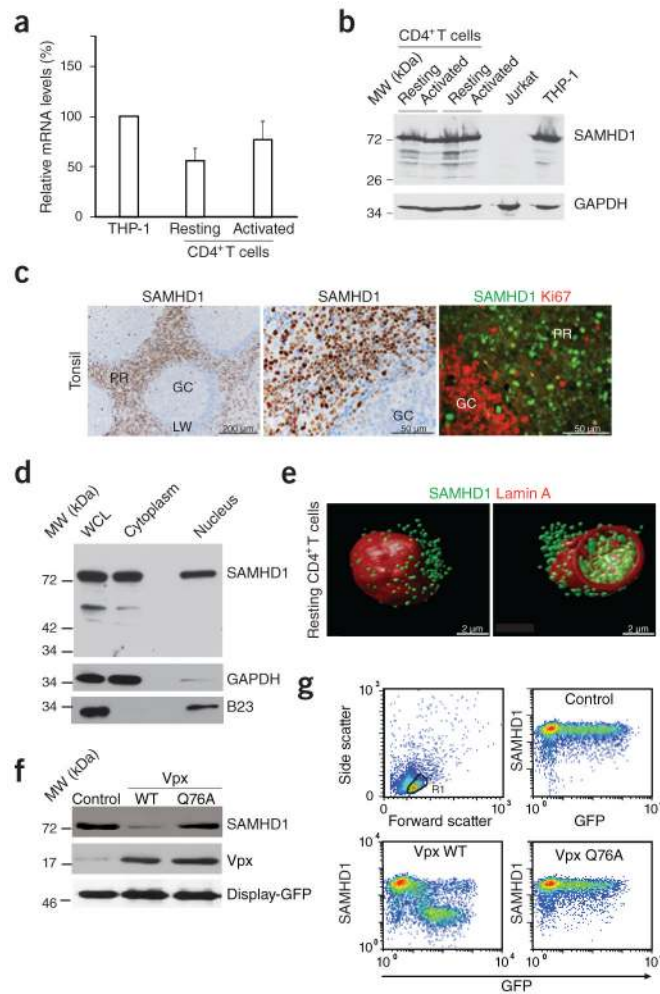 a
Relative mRNA levels (%)
150
100
50
0
THP-1 Resting Activated
CD4+ T cells
b
CD4+ T cells
MW (kDa)
Resting
Activated
Resting
Activated
Jurkat
THP-1
72
26
34
SAMHD1
GAPDH
c
SAMHD1 SAMHD1 SAMHD1 Ki67
Tonsil
PR
GC
LW
200 µm
GC
50 µm
PR
GC
50 µm
d
MW (kDa)
WCL
Cytoplasm
Nucleus
72
42
34
34
34
SAMHD1
GAPDH
B23
e
SAMHD1 Lamin A
Resting CD4+ T cells
2 µm
2 µm
f
MW (kDa)
Vpx
Control WT Q76A
72
17
46
SAMHD1
Vpx
Display-GFP
g
10³
Side scatter
0
R1
0 10³
Forward scatter
Control
SAMHD1
10⁰ 10⁴
GFP
10⁴
Vpx WT
SAMHD1
10⁰
10⁰ 10⁴
Vpx Q76A
SAMHD1
10⁰ 10⁴
GFP